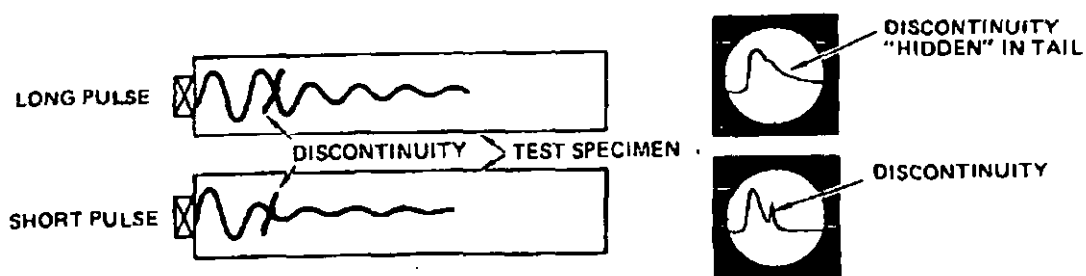 DISCONTINUITY
"HIDDEN" IN TAIL
LONG PULSE
DISCONTINUITY
TEST SPECIMEN
DISCONTINUITY
SHORT PULSE